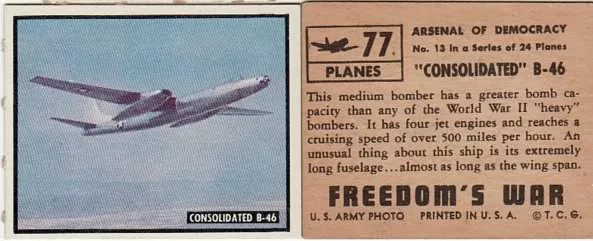 CONSOLIDATED B-46
77
PLANES
ARSENAL OF DEMOCRACY
No. 13 in a Series of 24 Planes
"CONSOLIDATED" B-46
This medium bomber has a greater bomb ca-
pacity than any of the World War II "heavy"
bombers. It has four jet engines and reaches a
cruising speed of over 500 miles per hour. An
unusual thing about this ship is its extremely
long fuselage...almost as long as the wing span.
FREEDOM'S WAR
U. S. ARMY PHOTO PRINTED IN U. S. A. © T. C. G.